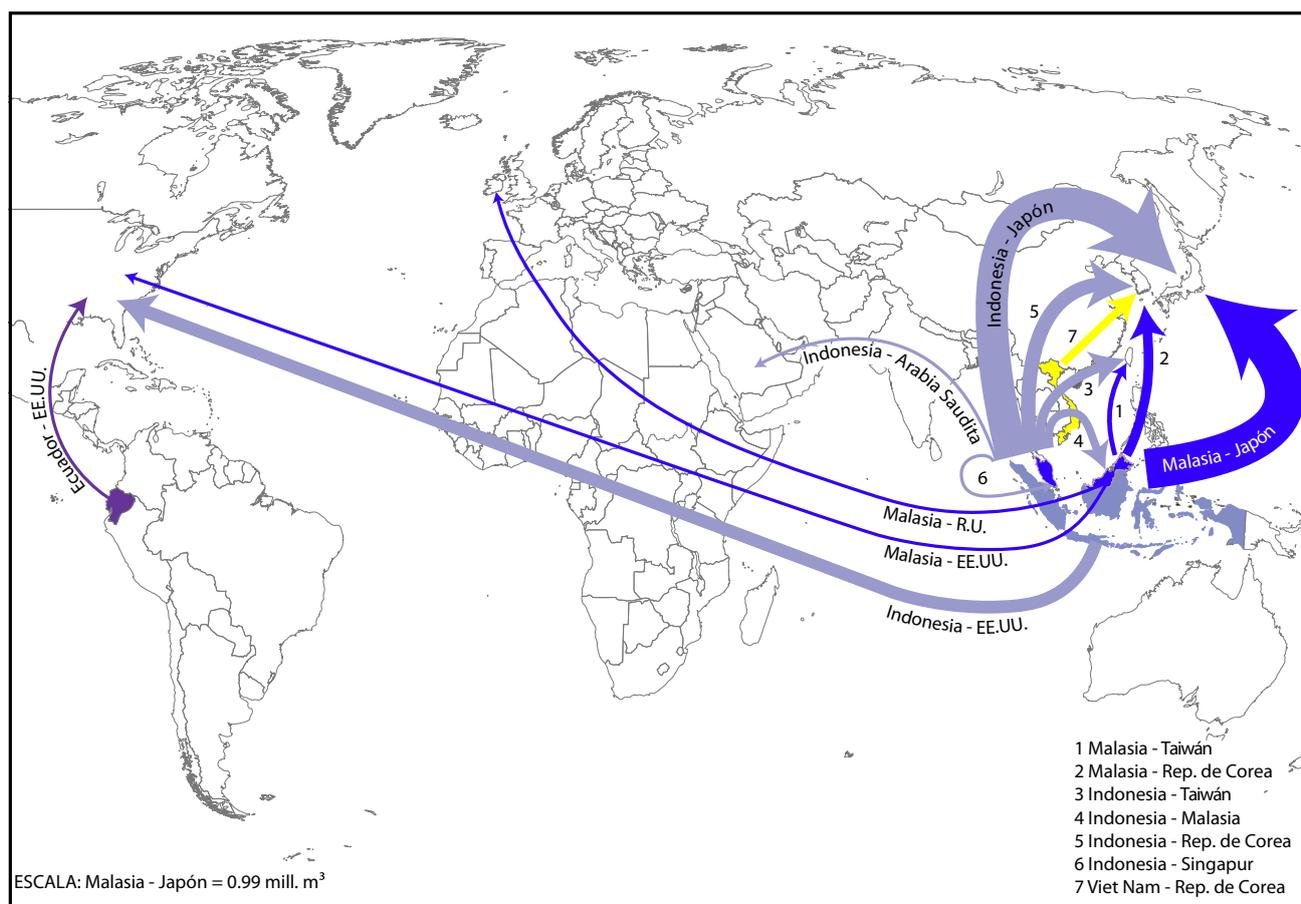 Indonesia - Japón
5
7
2
Indonesia - Arabia Saudita
3
1
4
Ecuador - EE.UU.
Malasia - Japón
6
Malasia - R.U.
Malasia - EE.UU.
Indonesia - EE.UU.
1 Malasia - Taiwán
2 Malasia - Rep. de Corea
3 Indonesia - Taiwán
4 Indonesia - Malasia
5 Indonesia - Rep. de Corea
6 Indonesia - Singapur
7 Viet Nam - Rep. de Corea
ESCALA: Malasia - Japón = 0.99 mill. m³